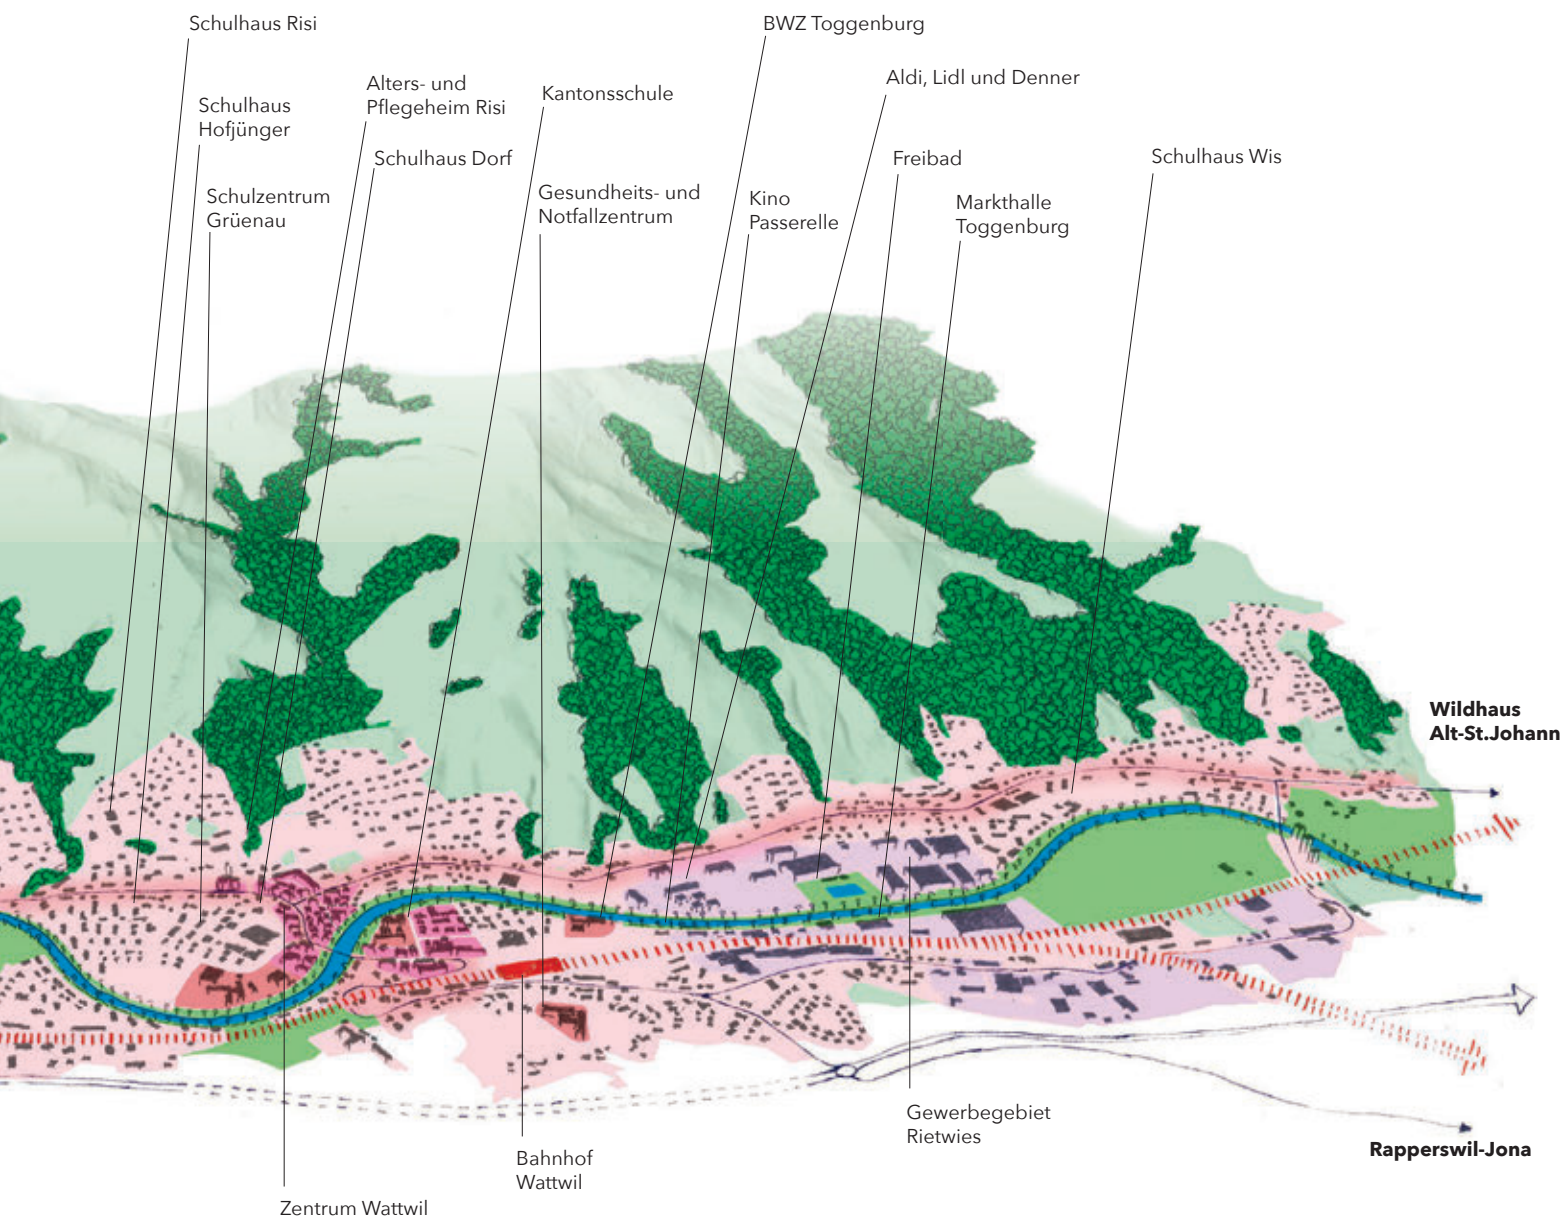 Schulhaus Risi
BWZ Toggenburg
Alters- und
Pflegeheim Risi
Aldi, Lidl und Denner
Kantonsschule
Schulhaus
Hofjünger
Schulhaus Dorf
Freibad
Schulhaus Wis
Schulzentrum
Grüenau
Gesundheits- und
Notfallzentrum
Kino
Passerelle
Markthalle
Toggenburg
Wildhaus
Alt-St.Johann
Gewerbegebiet
Rietwies
Rapperswil-Jona
Bahnhof
Wattwil
Zentrum Wattwil